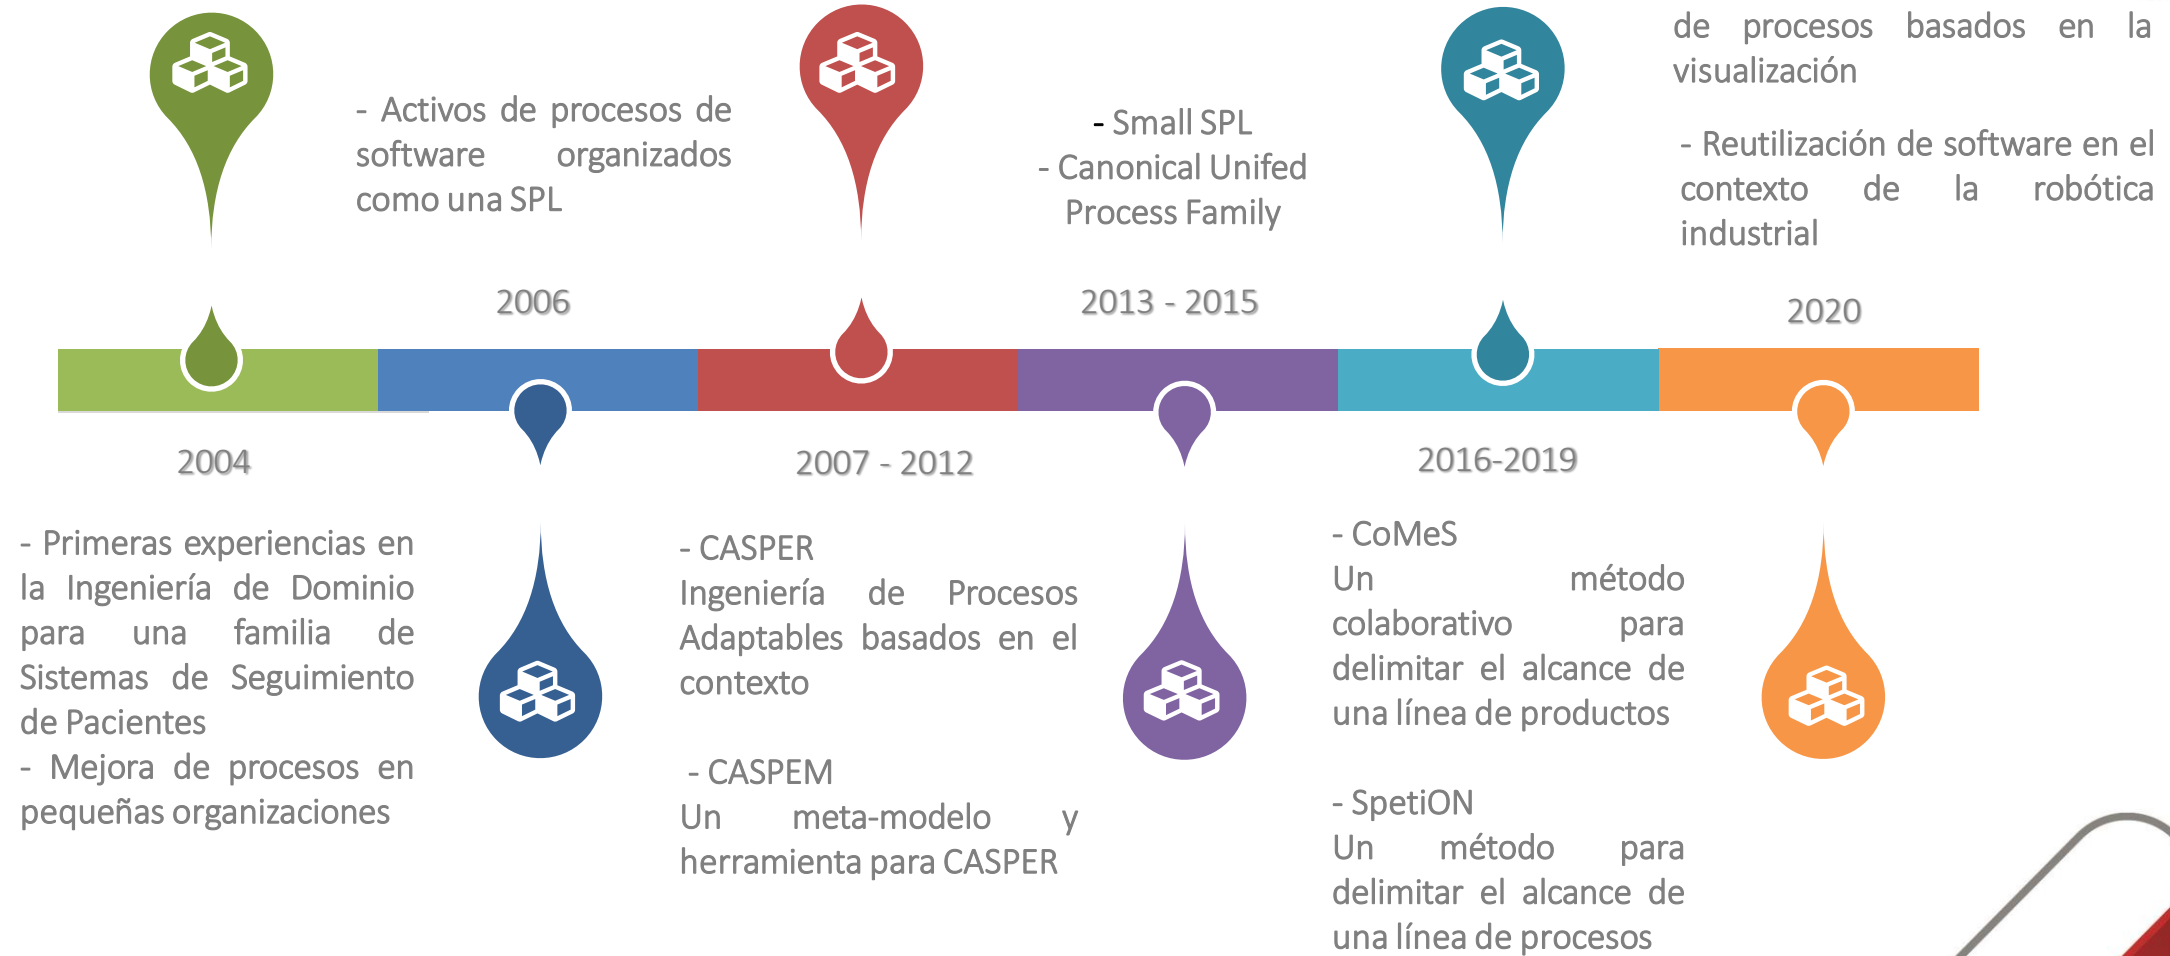 2004
- Primeras experiencias en
la Ingeniería de Dominio
para una familia de
Sistemas de Seguimiento
de Pacientes
- Mejora de procesos en
pequeñas organizaciones
- Activos de procesos de
software organizados
como una SPL
2006
2007 - 2012
- CASPER
Ingeniería de Procesos
Adaptables basados en el
contexto
- CASPEM
Un meta-modelo y
herramienta para CASPER
- Small SPL
- Canonical Unifed
Process Family
2013 - 2015
2016-2019
- CoMeS
Un método
colaborativo para
delimitar el alcance de
una línea de productos
- SpetiON
Un método para
delimitar el alcance de
una línea de procesos
de procesos basados en la
visualización
- Reutilización de software en el
contexto de la robótica
industrial
2020